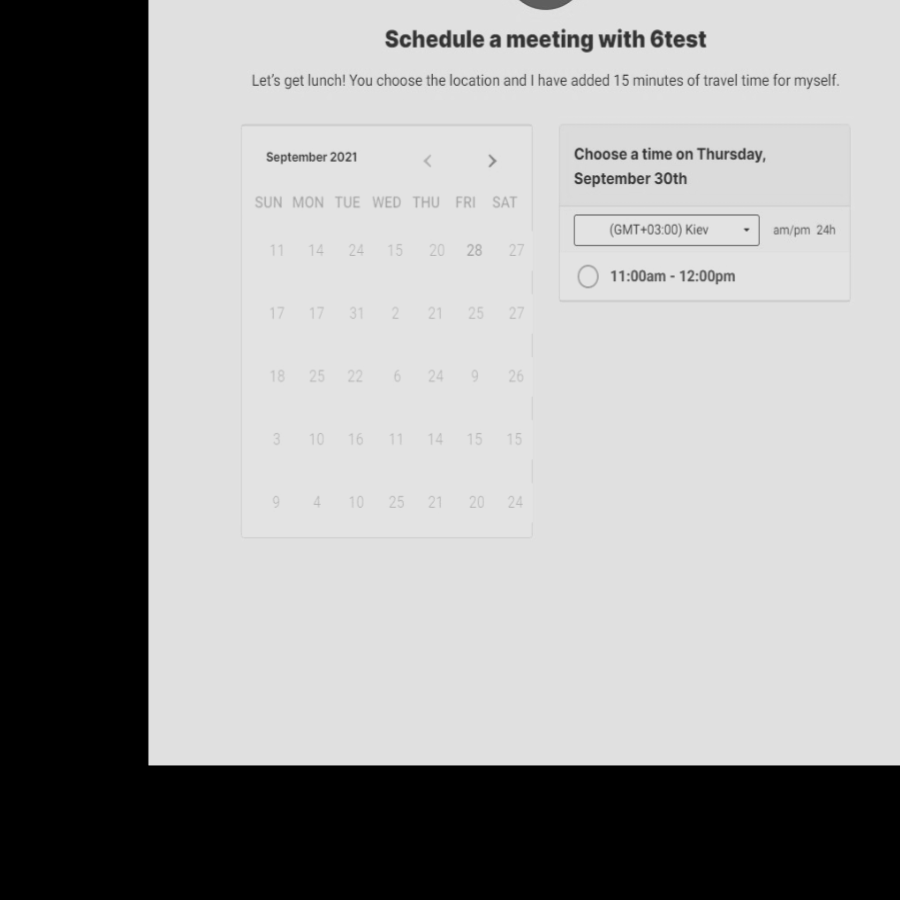 Schedule a meeting with 6test
Let's get lunch! You choose the location and I have added 15 minutes of travel time for myself.
September 2021
SUN MON TUE WED THU FRI SAT
11 14 24 15 20 28 27
17 17 31 2 21 25 27
18 25 22 6 24 9 26
3 10 16 11 14 15 15
9 4 10 25 21 20 24
Choose a time on Thursday,
September 30th
(GMT+03:00) Kiev am/pm 24h
11:00am - 12:00pm